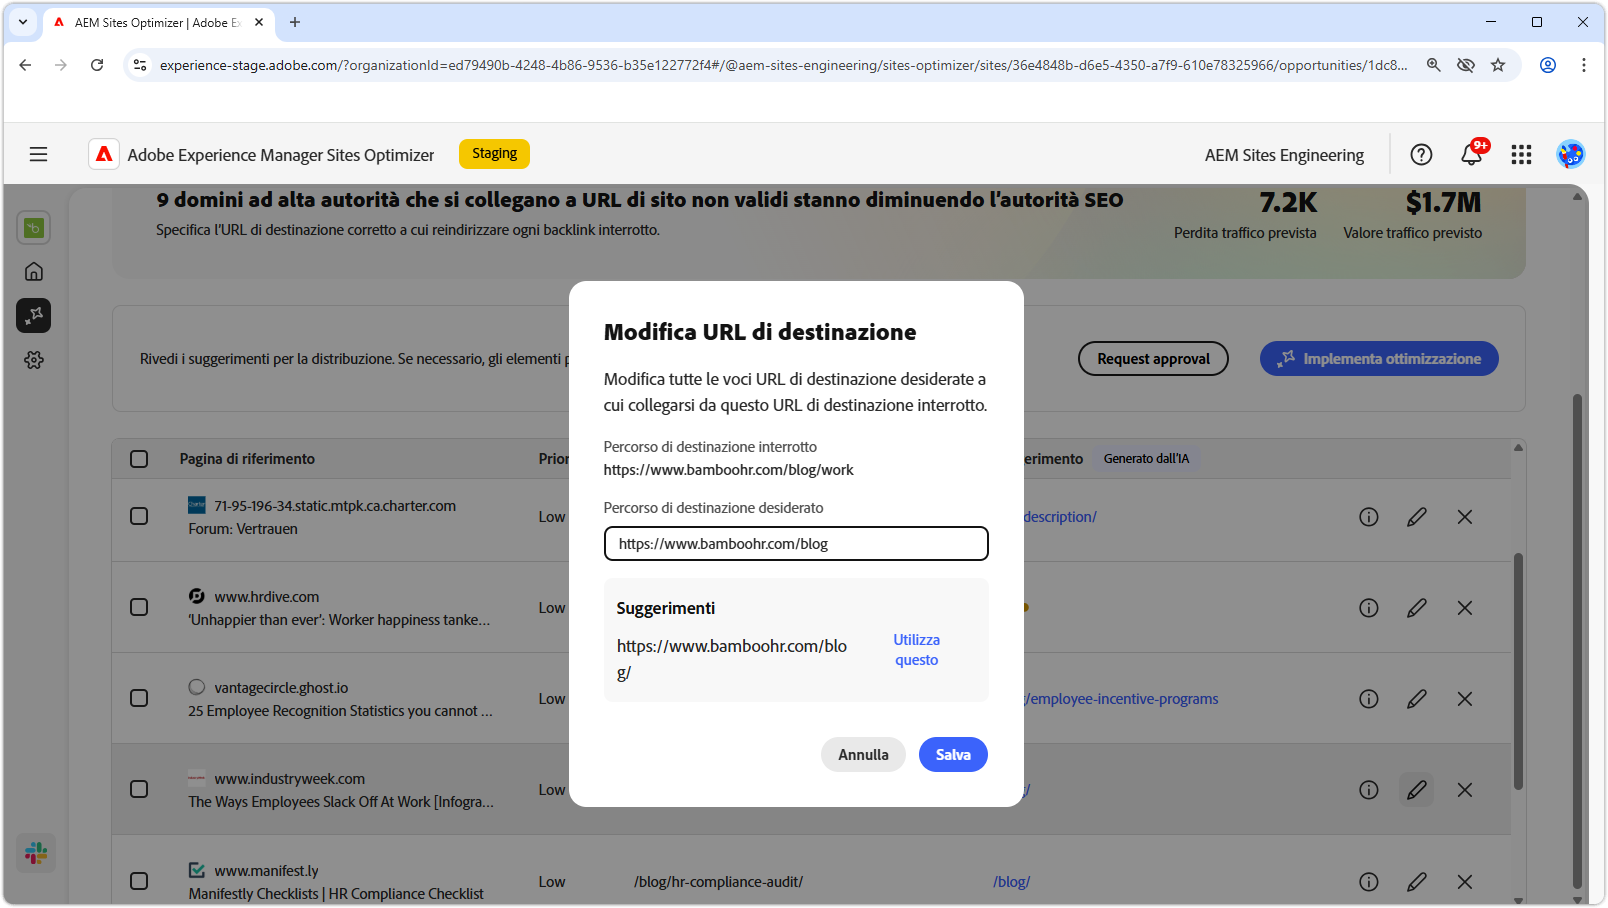 AEM Sites Optimizer | Adobe Ex
experience-stage.adobe.com/?organizationId=ed79490b-4248-4b86-9536-b35e122772f4#/@aem-sites-engineering/sites-optimizer/sites/36e4848b-d6e5-4350-a7f9-610e78325966/opportunities/1dc8...
Adobe Experience Manager Sites Optimizer
Staging
AEM Sites Engineering
9+
9 domini ad alta autorità che si collegano a URL di sito non validi stanno diminuendo l'autorità SEO
7.2K
$1.7M
Specifica l'URL di destinazione corretto a cui reindirizzare ogni backlink interrotto.
Perdita traffico prevista
Valore traffico previsto
Rivedi i suggerimenti per la distribuzione. Se necessario, gli elementi p
Request approval
Implementa ottimizzazione
Pagina di riferimento
Prior
erimento
Generato dall'IA
71-95-196-34.static.mtpk.ca.charter.com
Forum: Vertrauen
Low
description/
www.hrdive.com
'Unhappier than ever': Worker happiness tanke...
Low
vantagecircle.ghost.io
25 Employee Recognition Statistics you cannot ...
Low
g/employee-incentive-programs
www.industryweek.com
The Ways Employees Slack Off At Work [Infogra...
Low
g/
www.manifest.ly
Manifestly Checklists | HR Compliance Checklist
Low
/blog/hr-compliance-audit/
/blog/
Modifica URL di destinazione
Modifica tutte le voci URL di destinazione desiderate a
cui collegarsi da questo URL di destinazione interrotto.
Percorso di destinazione interrotto
https://www.bamboohr.com/blog/work
Percorso di destinazione desiderato
https://www.bamboohr.com/blog
Suggerimenti
https://www.bamboohr.com/blo
g/
Utilizza
questo
Annulla
Salva